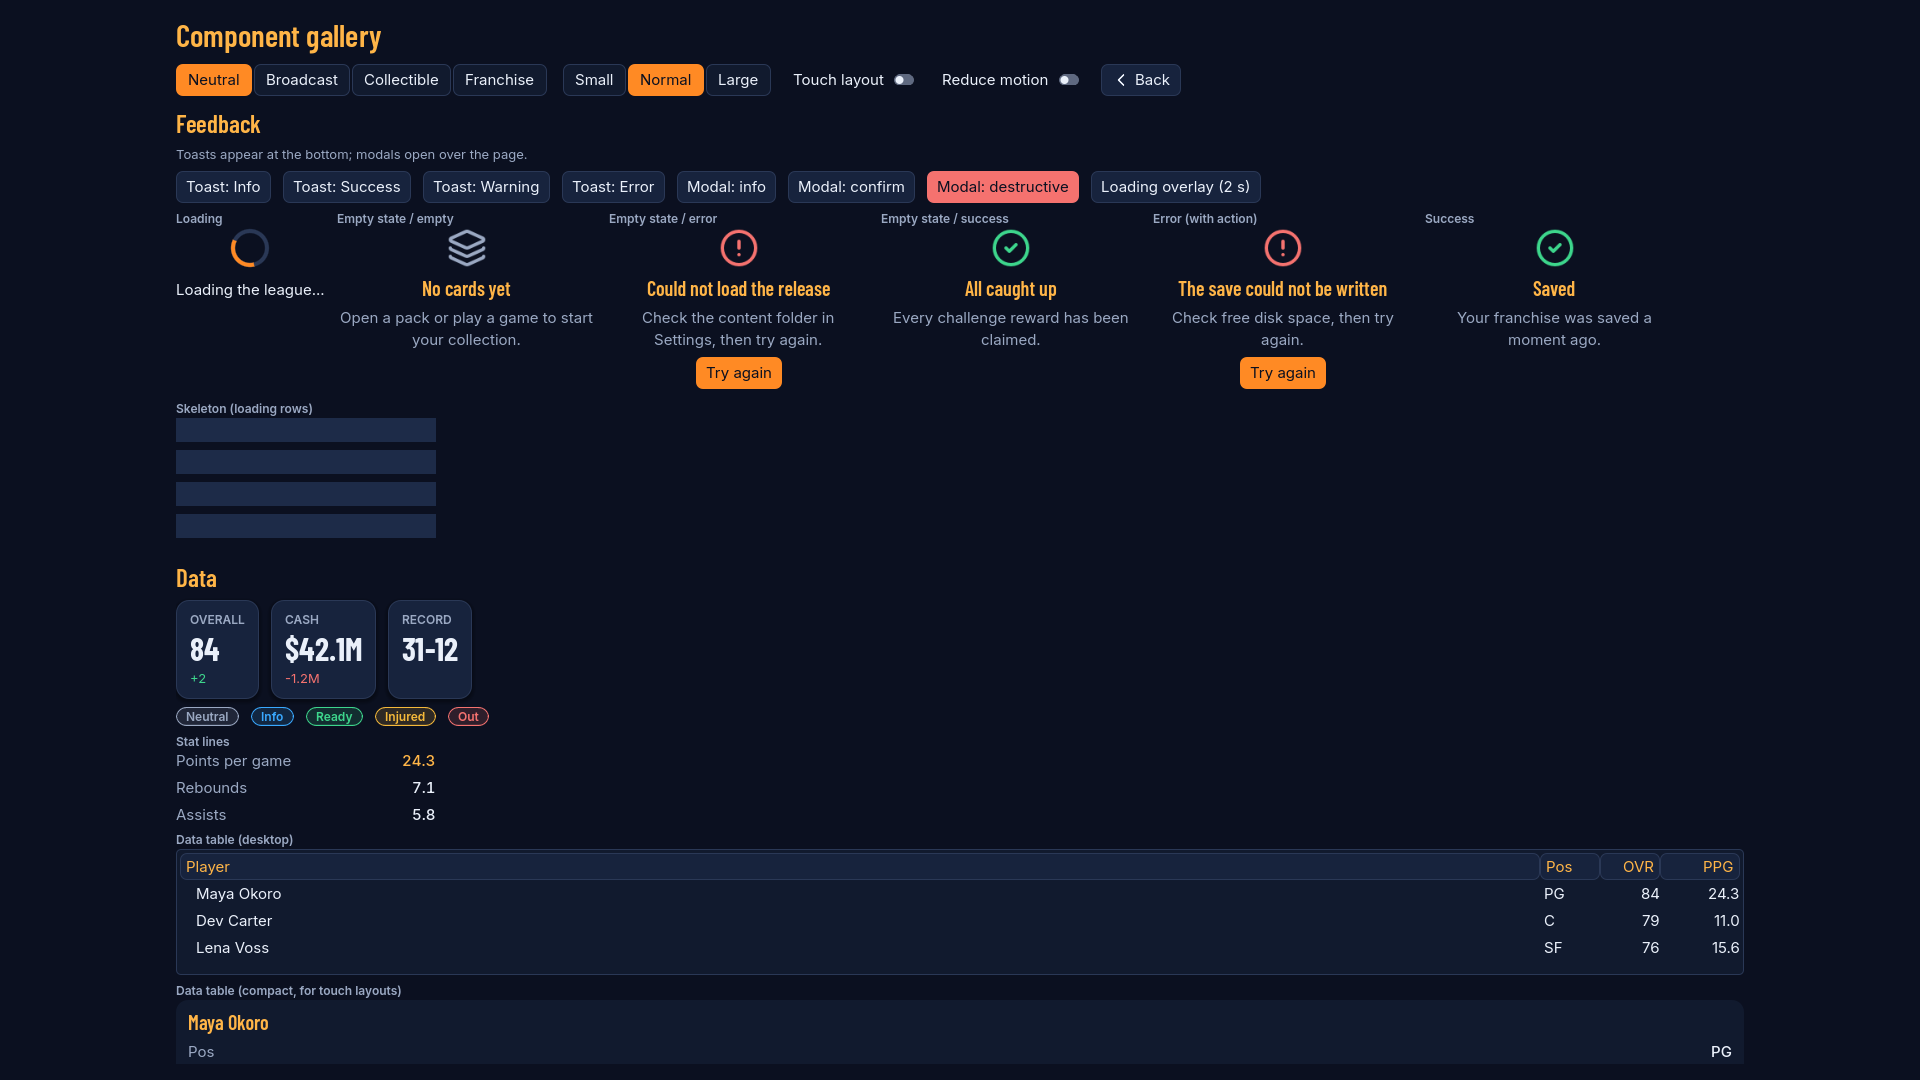 Component gallery
Neutral Broadcast Collectible Franchise Small Normal Large Touch layout Reduce motion Back
Feedback
Toasts appear at the bottom; modals open over the page.
Toast: Info Toast: Success Toast: Warning Toast: Error Modal: info Modal: confirm Modal: destructive Loading overlay (2 s)
Loading
Loading the league...
Empty state / empty
No cards yet
Open a pack or play a game to start
your collection.
Empty state / error
Could not load the release
Check the content folder in
Settings, then try again.
Try again
Empty state / success
All caught up
Every challenge reward has been
claimed.
Error (with action)
The save could not be written
Check free disk space, then try
again.
Try again
Success
Saved
Your franchise was saved a
moment ago.
Skeleton (loading rows)
Data
OVERALL
84
+2
CASH
$42.1M
-1.2M
RECORD
31-12
Neutral Info Ready Injured Out
Stat lines
Points per game 24.3
Rebounds 7.1
Assists 5.8
Data table (desktop)
Player Pos OVR PPG
Maya Okoro PG 84 24.3
Dev Carter C 79 11.0
Lena Voss SF 76 15.6
Data table (compact, for touch layouts)
Maya Okoro
Pos PG